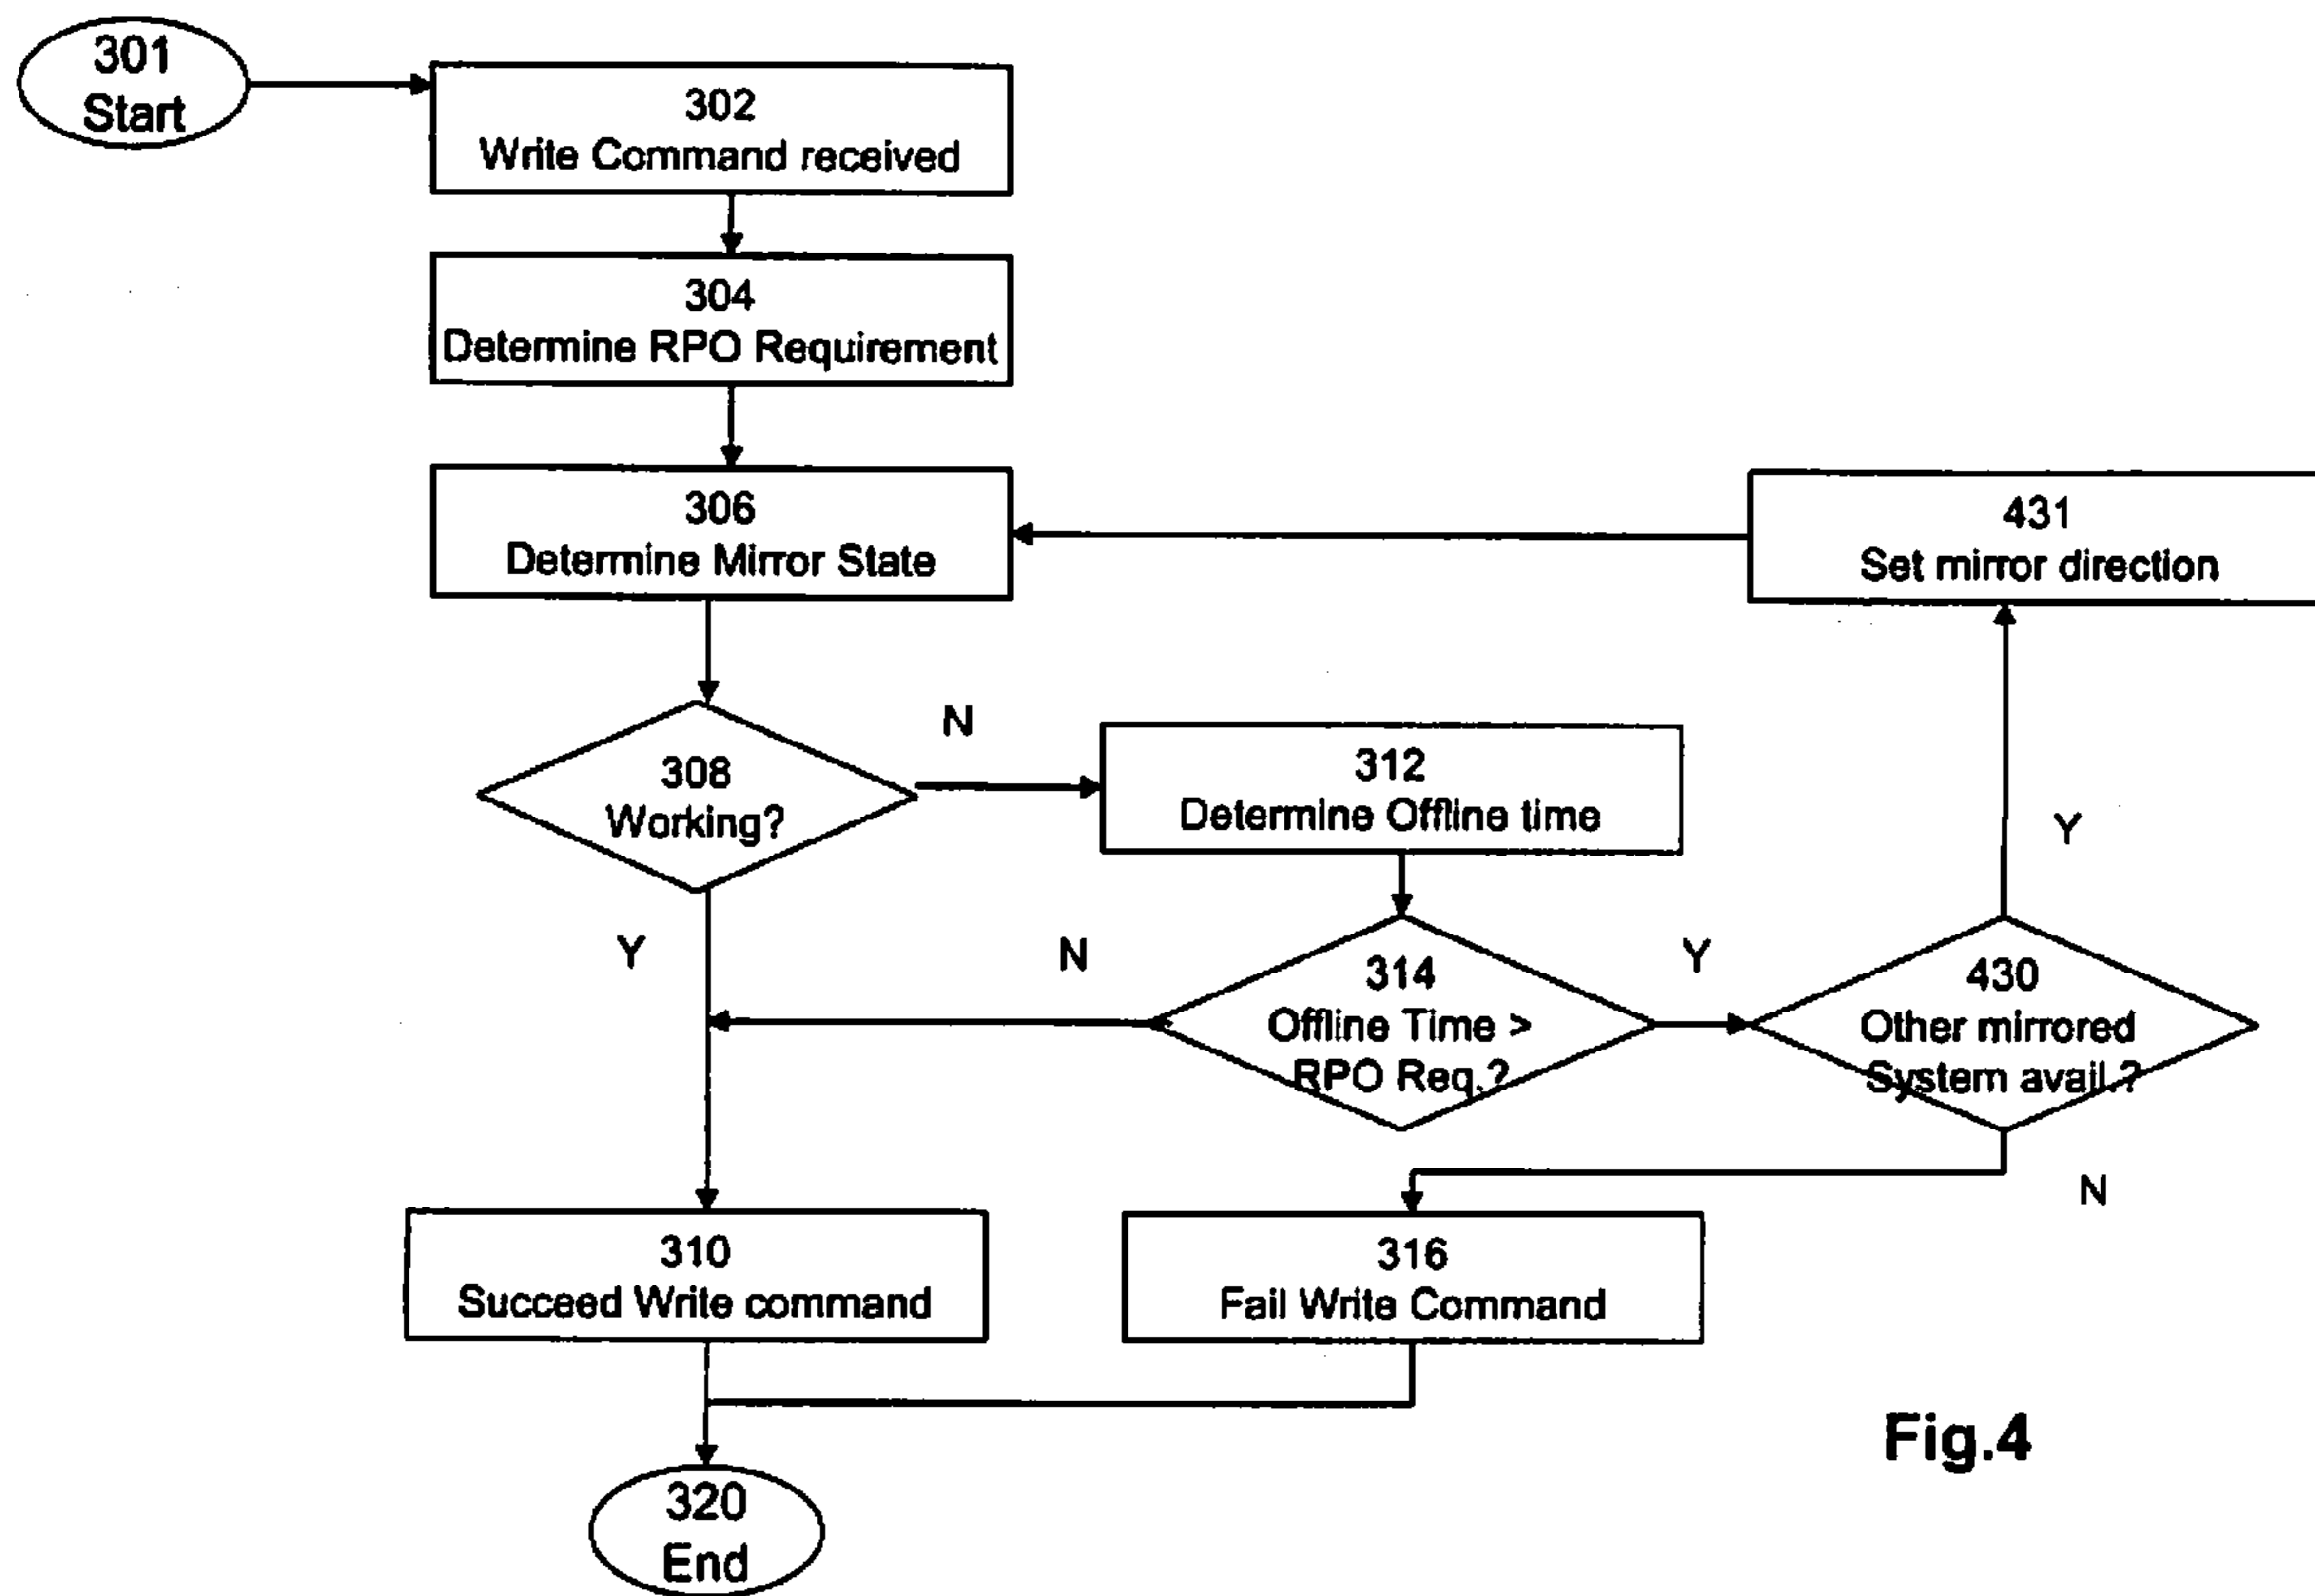 301
Start
302
Write Command received
304
Determine RPO Requirement
306
Determine Mirror State
431
Set mirror direction
N
308
Working?
312
Determine Offline time
Y
Y
N
314
Offline Time >
RPO Req.?
Y
430
Other mirrored
System avail.?
N
310
Succeed Write command
316
Fail Write Command
Fig.4
320
End